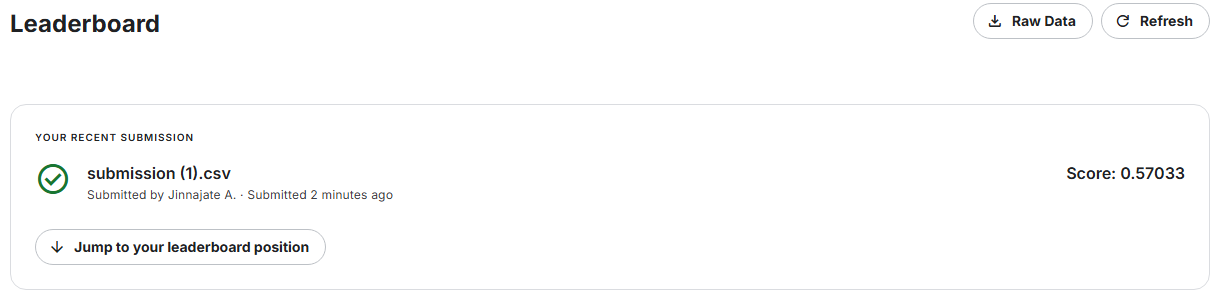 Leaderboard
Raw Data
Refresh
YOUR RECENT SUBMISSION
submission (1).csv
Score: 0.57033
Submitted by Jinnajate A. · Submitted 2 minutes ago
Jump to your leaderboard position